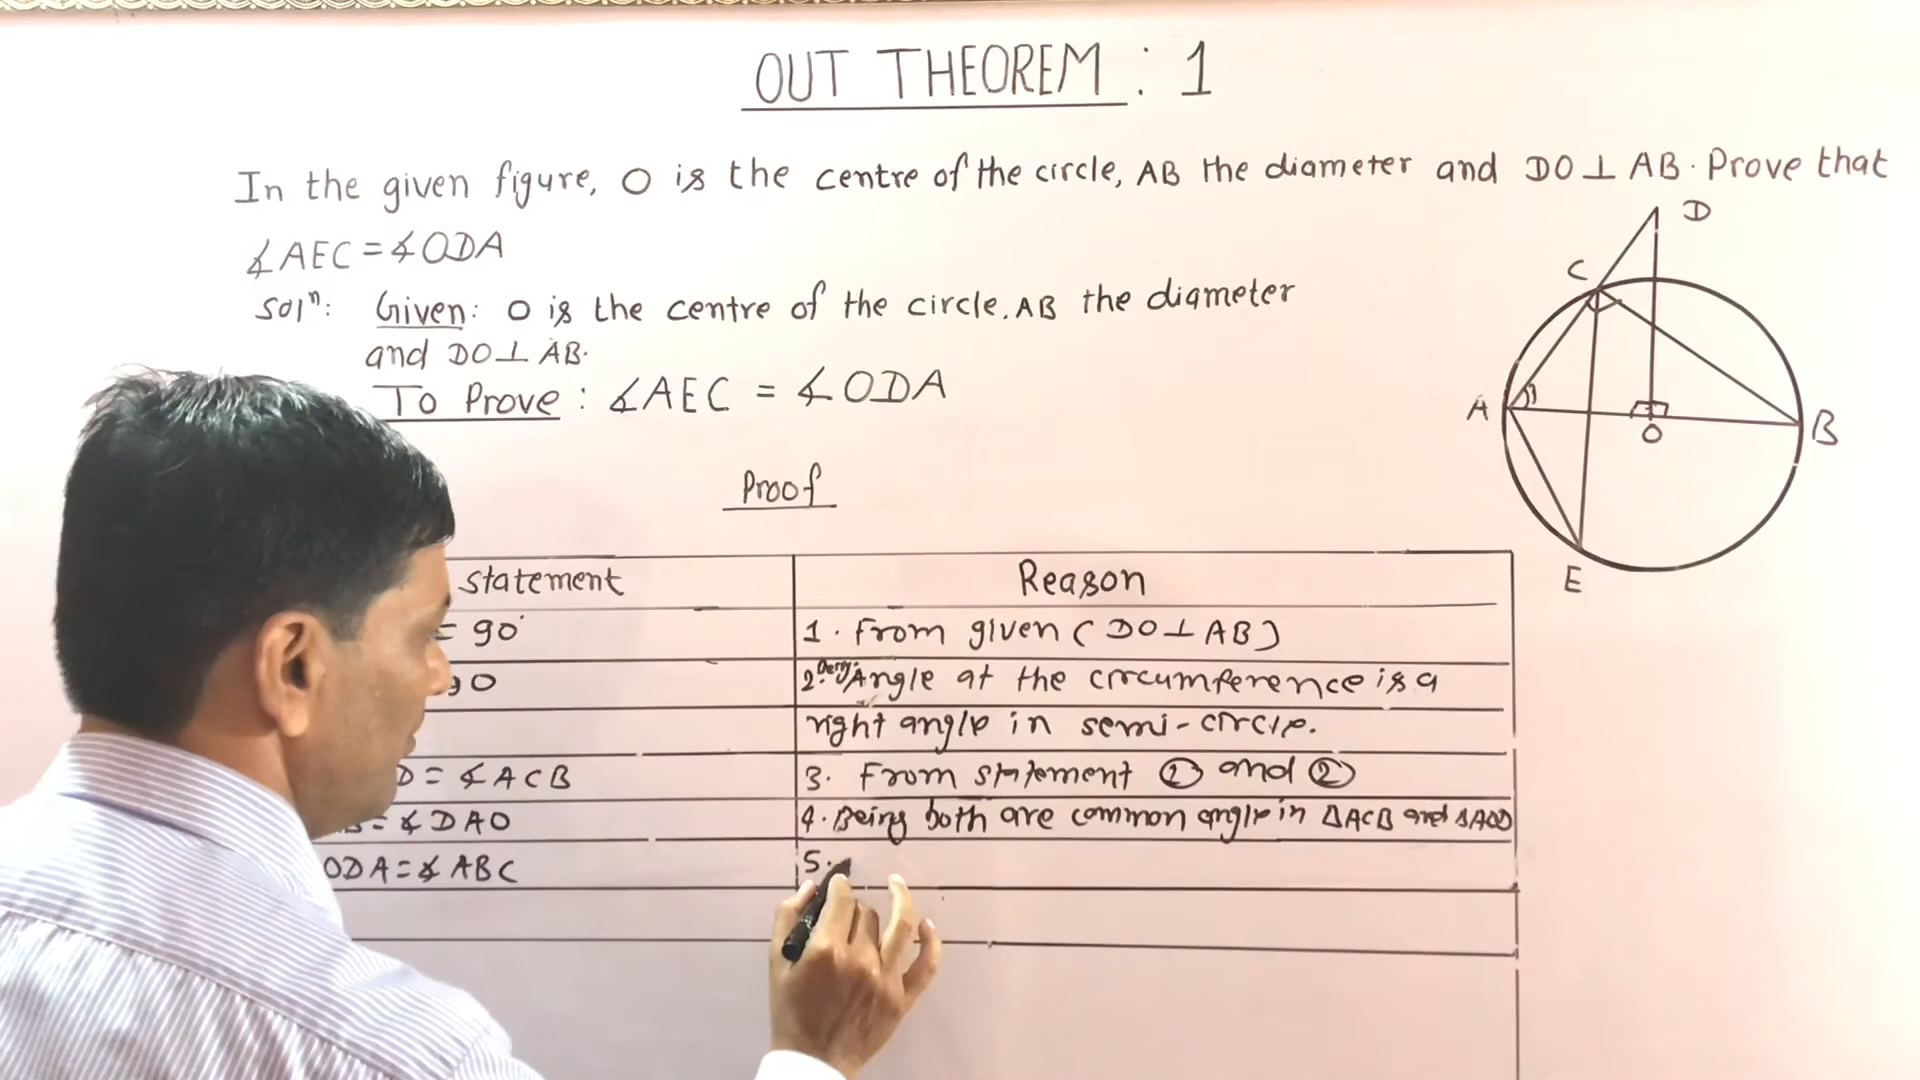 OUT THEOREM : 1
In the given figure, O is the centre of the circle, AB the diameter and DO⊥AB. Prove that
∡AEC = ∡ODA
Solⁿ: Given: O is the centre of the circle. AB the diameter
and DO⊥AB.
To Prove : ∡AEC = ∡ODA
D
C
A
O
B
E
Proof
Statement Reason
= 90° 1. From given (DO⊥AB)
90 2. Being Angle at the circumference is a
right angle in semi-circle.
D = ∡ACB 3. From statement ① and ②
= ∡DAO 4. Being both are common angle in ΔACB and ΔAOD
ODA = ∡ABC 5.